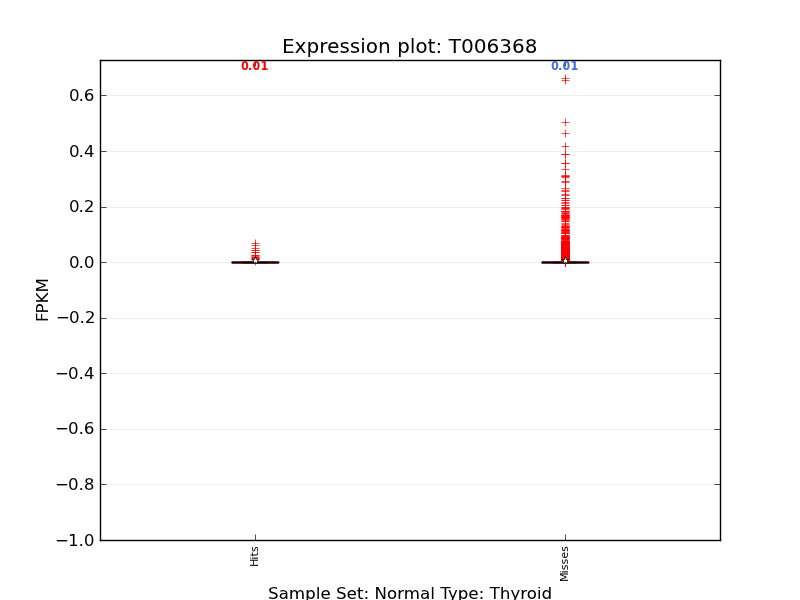 Expression plot: T006368
0.01 0.01
0.6
0.4
0.2
0.0
−0.2
−0.4
−0.6
−0.8
−1.0
FPKM
Hits
Misses
Sample Set: Normal Type: Thyroid